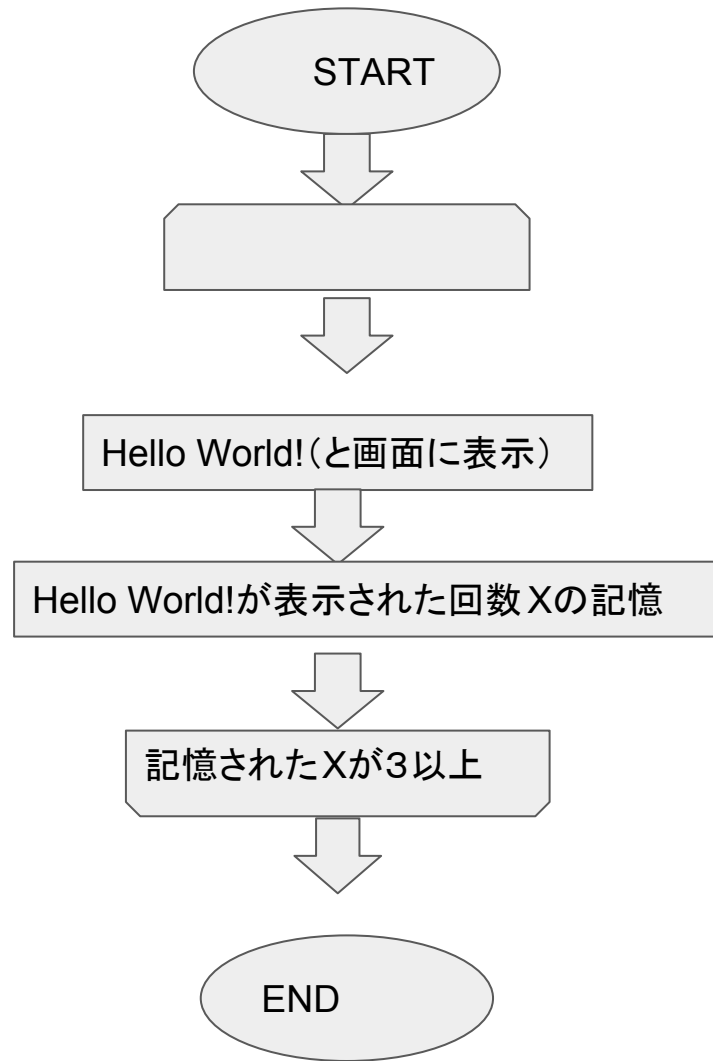 START
Hello World!(と画面に表示)
Hello World!が表示された回数Xの記憶
記憶されたXが3以上
END